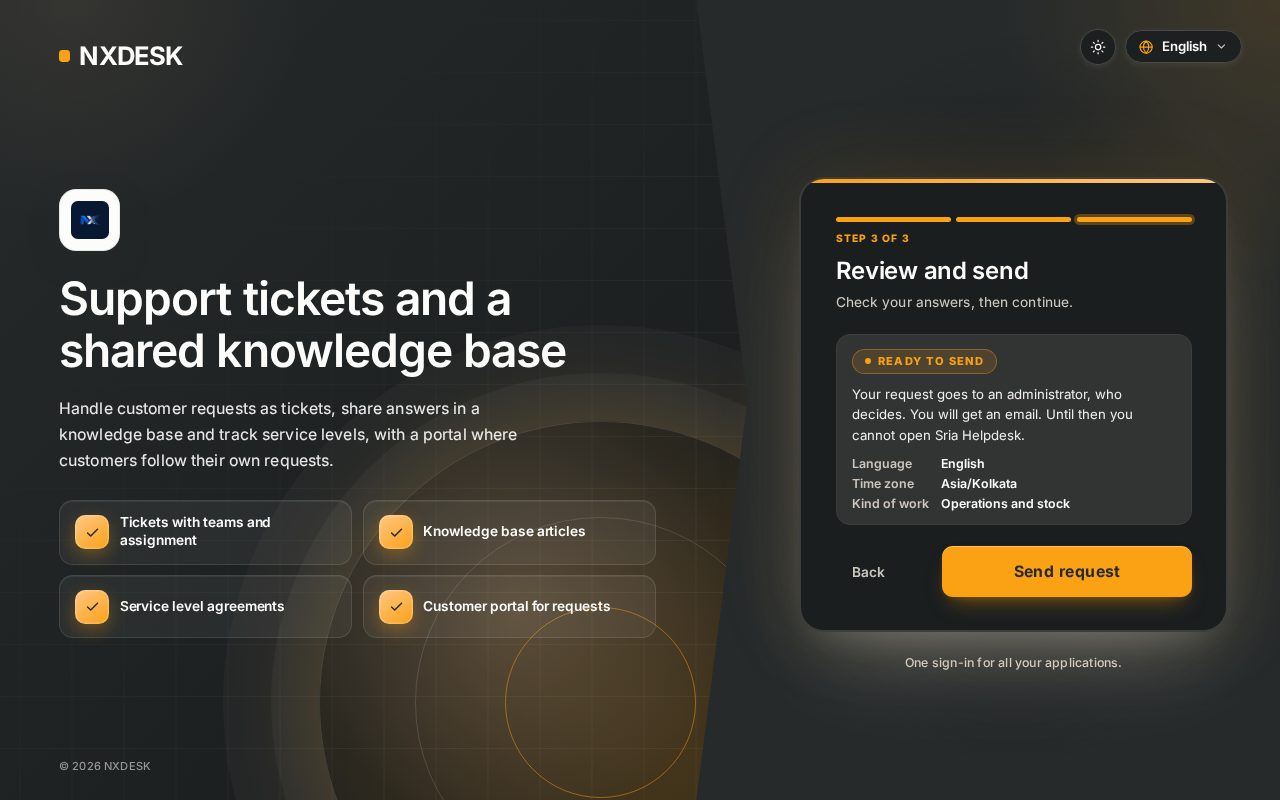 NXDESK
English
NX
Support tickets and a
shared knowledge base
Handle customer requests as tickets, share answers in a
knowledge base and track service levels, with a portal where
customers follow their own requests.
Tickets with teams and
assignment
Knowledge base articles
Service level agreements
Customer portal for requests
© 2026 NXDESK
STEP 3 OF 3
Review and send
Check your answers, then continue.
READY TO SEND
Your request goes to an administrator, who
decides. You will get an email. Until then you
cannot open Sria Helpdesk.
Language English
Time zone Asia/Kolkata
Kind of work Operations and stock
Back
Send request
One sign-in for all your applications.